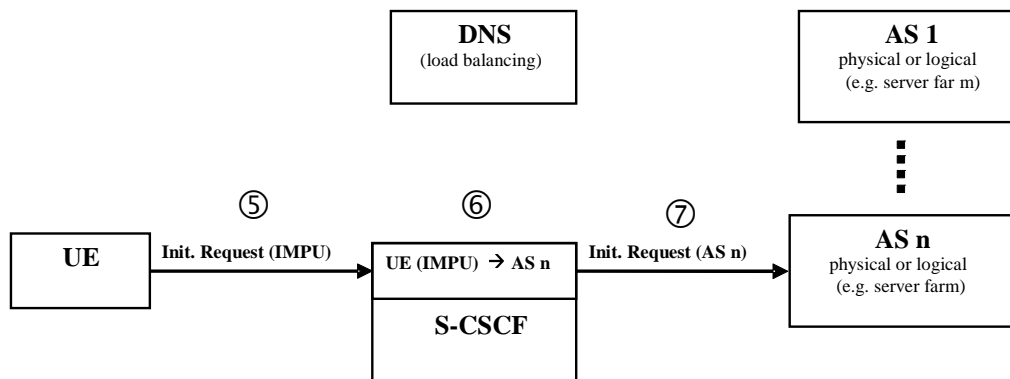 DNS
(load balancing)
AS 1
physical or logical
(e.g. server far m)
⑤
⑥
⑦
UE
Init. Request (IMPU)
UE (IMPU) → AS n
Init. Request (AS n)
AS n
physical or logical
(e.g. server farm)
S-CSCF